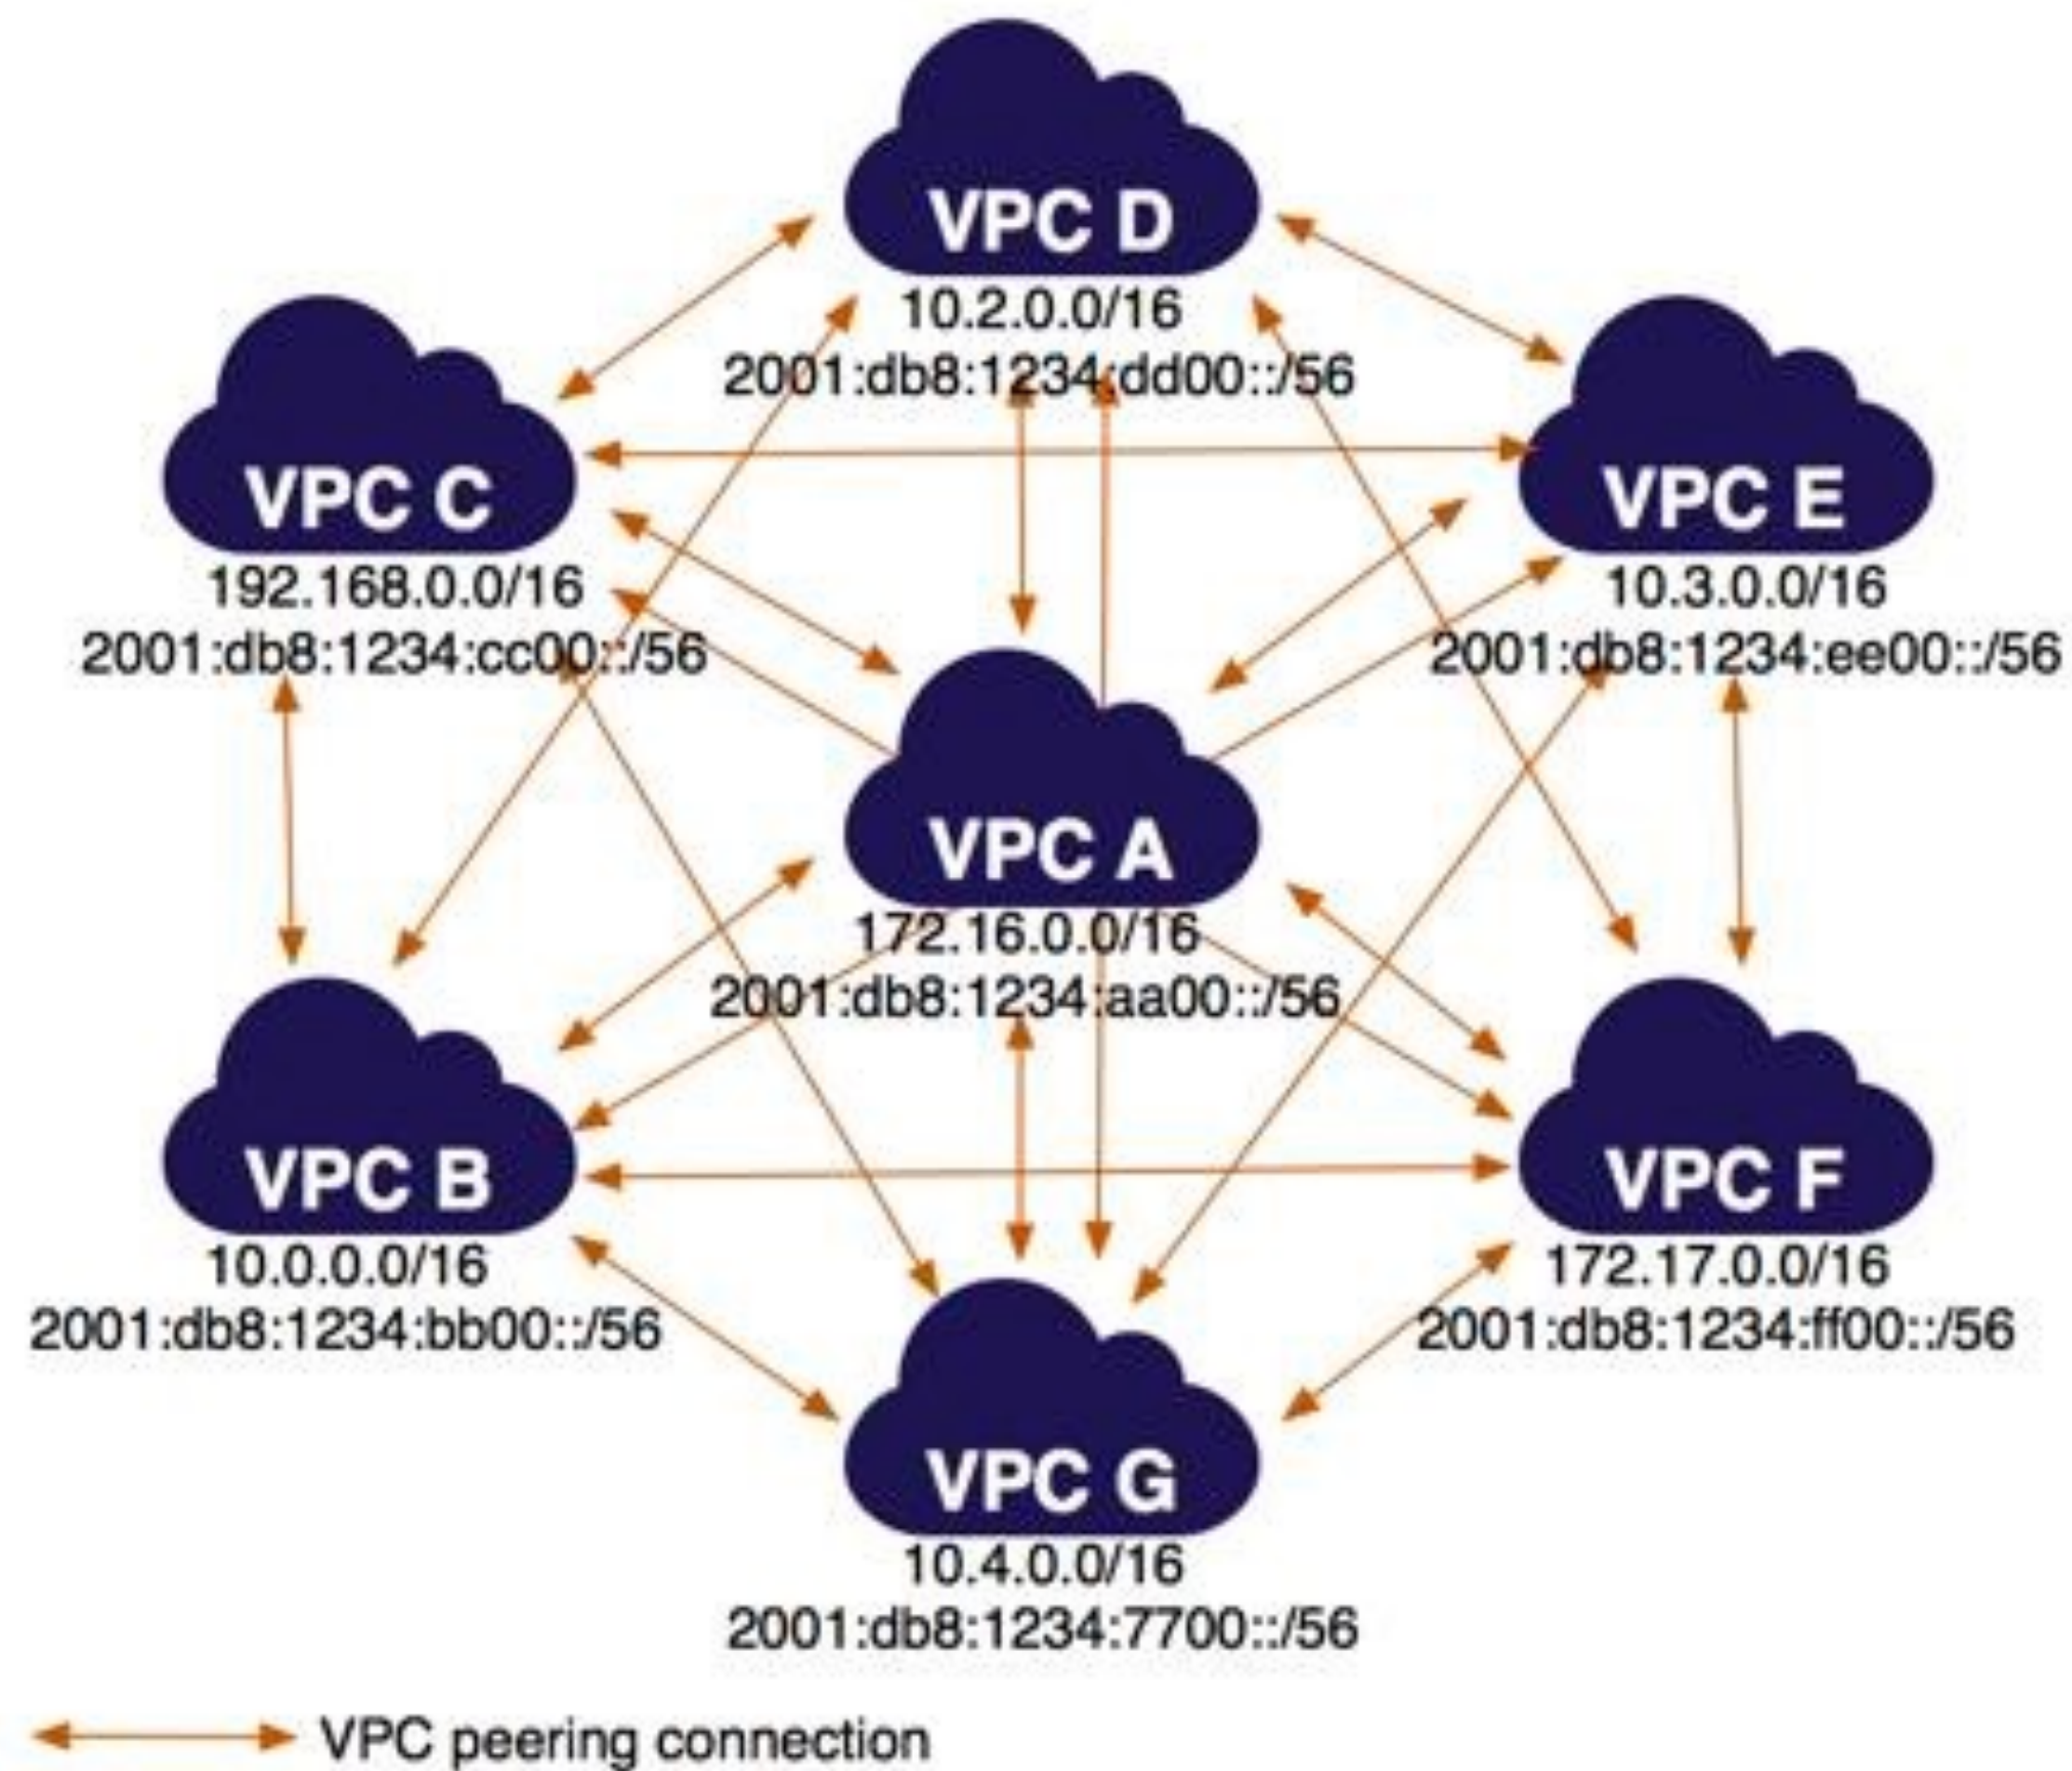 VPC D
10.2.0.0/16
2001:db8:1234:dd00::/56
VPC C
192.168.0.0/16
2001:db8:1234:cc00::/56
VPC E
10.3.0.0/16
2001:db8:1234:ee00::/56
VPC A
172.16.0.0/16
2001:db8:1234:aa00::/56
VPC B
10.0.0.0/16
2001:db8:1234:bb00::/56
VPC F
172.17.0.0/16
2001:db8:1234:ff00::/56
VPC G
10.4.0.0/16
2001:db8:1234:7700::/56
VPC peering connection